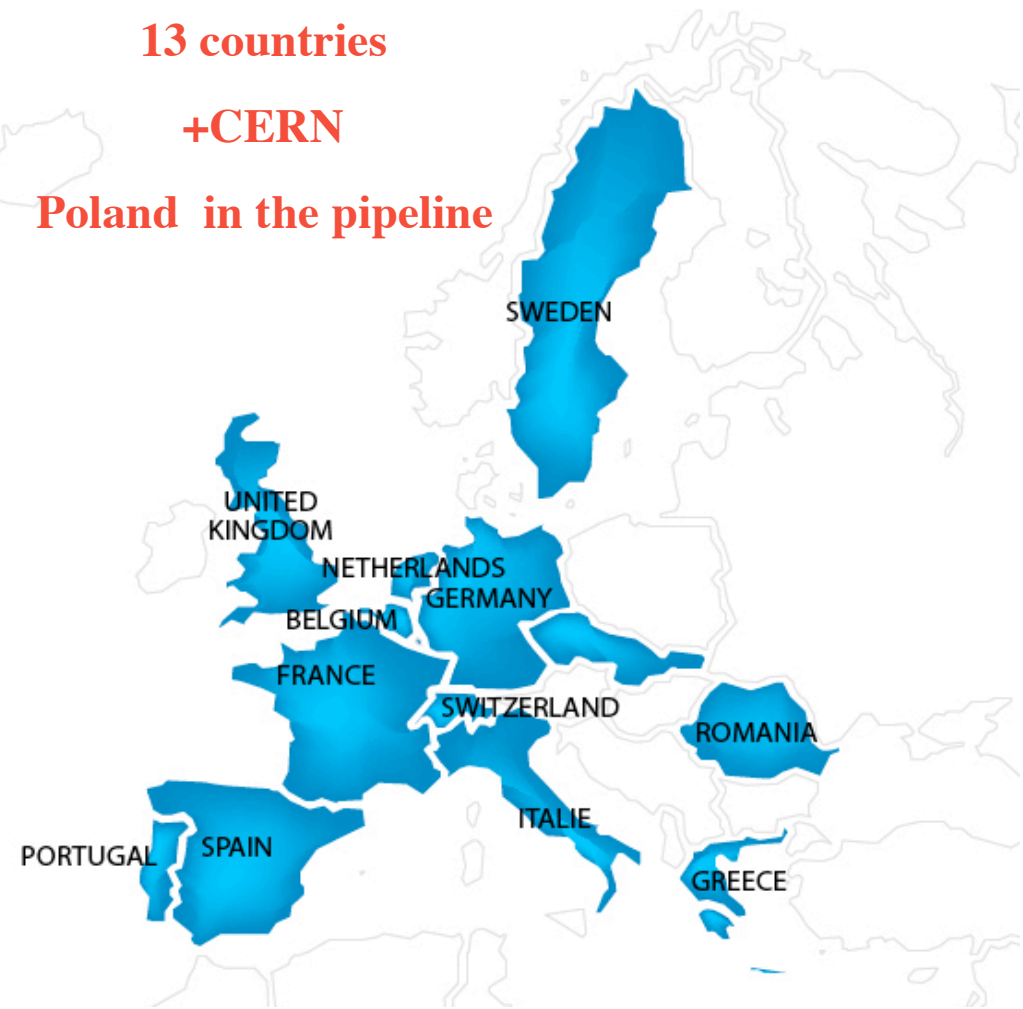 13 countries
+CERN
Poland  in the pipeline
SWEDEN
UNITED
KINGDOM
NETHERLANDS
GERMANY
BELGIUM
FRANCE
SWITZERLAND
ROMANIA
ITALIE
PORTUGAL
SPAIN
GREECE